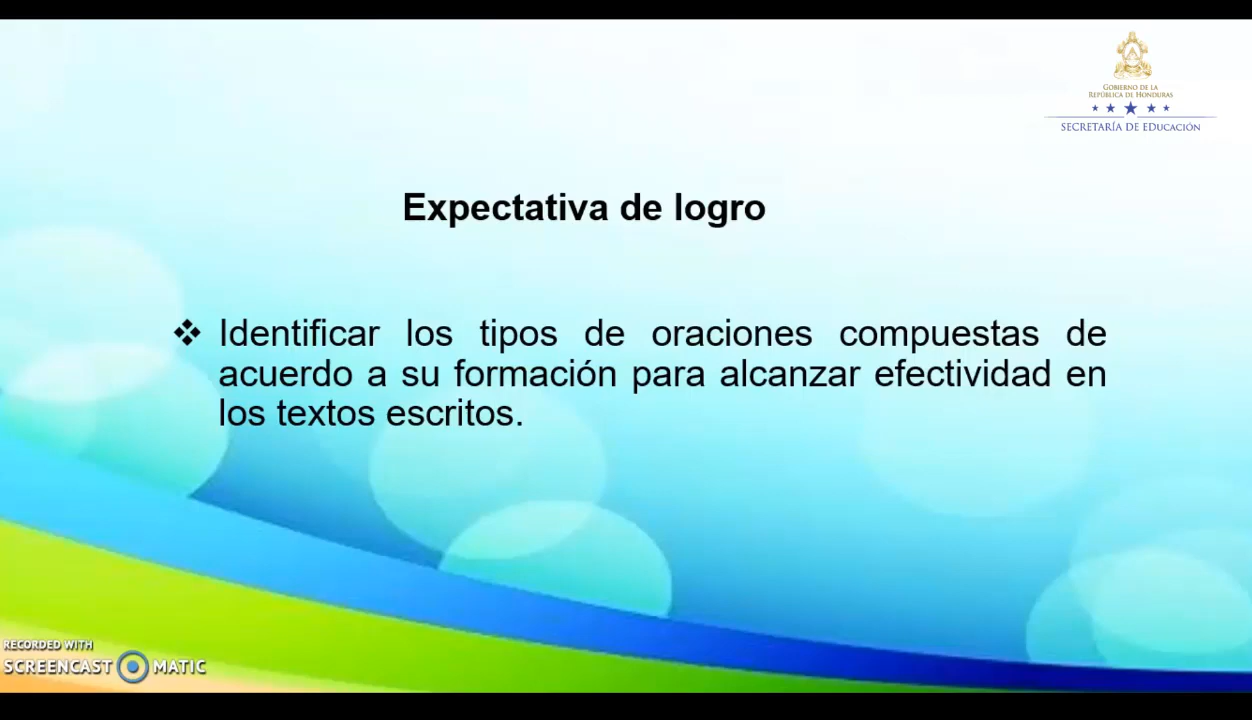 GOBIERNO DE LA
REPÚBLICA DE HONDURAS
SECRETARÍA DE EDUCACIÓN
Expectativa de logro
❖ Identificar los tipos de oraciones compuestas de
acuerdo a su formación para alcanzar efectividad en
los textos escritos.
RECORDED WITH
SCREENCAST MATIC